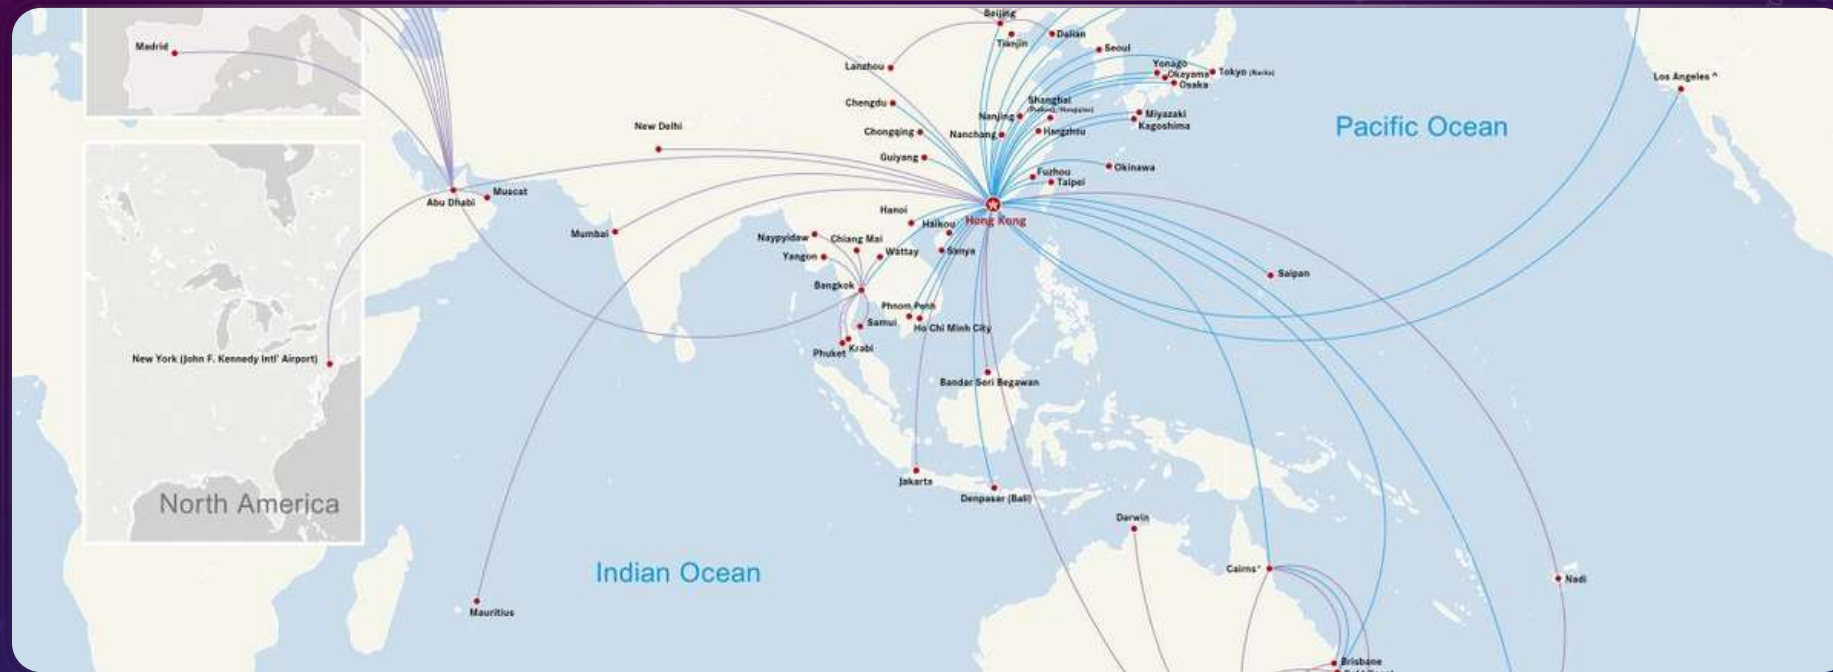 Beijing
Tianjin
Dalian
Seoul
Madrid
Lanzhou
Yonago
Okayama
Tokyo (Narita)
Osaka
Los Angeles ^
Chengdu
Shanghai
(Pudong, Hongqiao)
Nanjing
Miyazaki
Kagoshima
Pacific Ocean
New Delhi
Chongqing
Nanchang
Hangzhou
Guiyang
Okinawa
Fuzhou
Taipei
Muscat
Abu Dhabi
Hanoi
Haikou
Hong Kong
Mumbai
Naypyidaw
Chiang Mai
Yangon
Wattay
Sanya
Saipan
Bangkok
Phnom Penh
Samui
Ho Chi Minh City
Phuket
Krabi
New York (John F. Kennedy Intl' Airport)
Bandar Seri Begawan
Jakarta
Denpasar (Bali)
North America
Darwin
Indian Ocean
Cairns*
Nadi
Mauritius
Brisbane